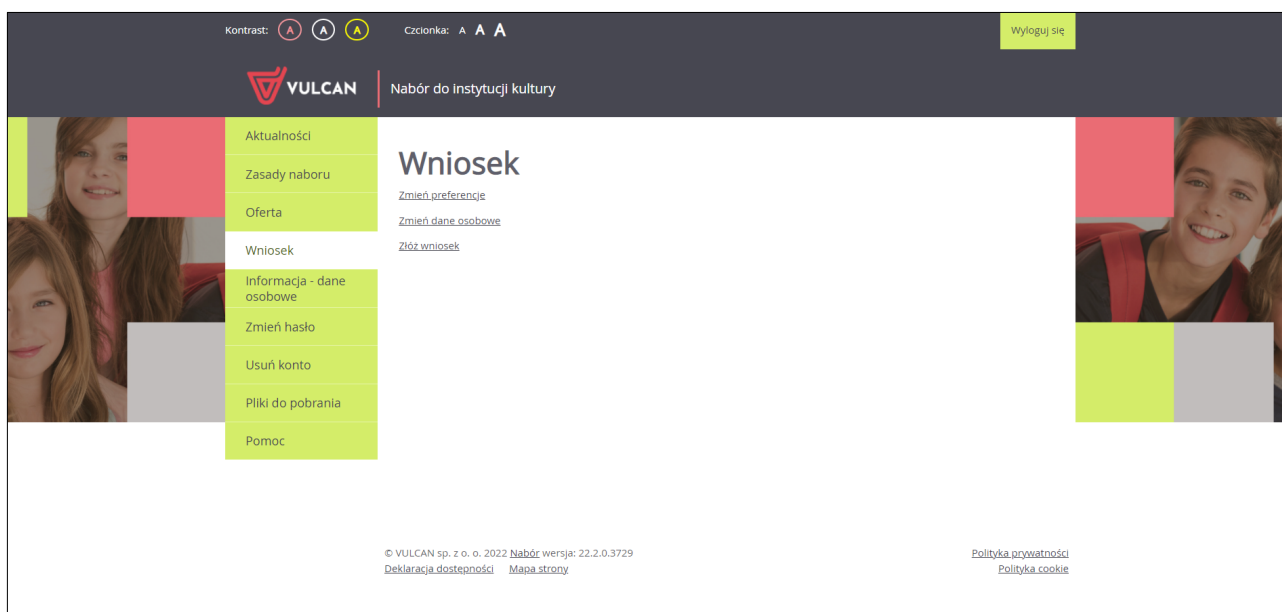 Kontrast: A A A Czcionka: A A A Wyloguj się
VULCAN Nabór do instytucji kultury
Aktualności
Zasady naboru
Oferta
Wniosek
Informacja - dane
osobowe
Zmień hasło
Usuń konto
Pliki do pobrania
Pomoc
Wniosek
Zmień preferencje
Zmień dane osobowe
Złóż wniosek
© VULCAN sp. z o. o. 2022 Nabór wersja: 22.2.0.3729
Deklaracja dostępności Mapa strony
Polityka prywatności
Polityka cookie